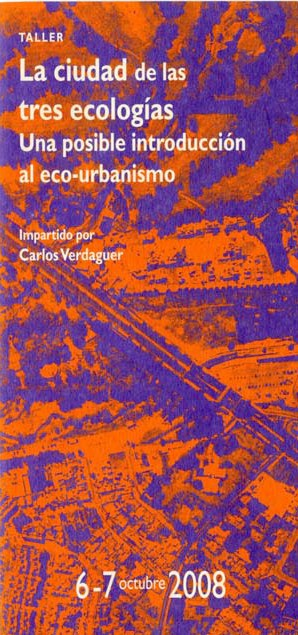 TALLER
La ciudad de las
tres ecologías
Una posible introducción
al eco-urbanismo
Impartido por
Carlos Verdaguer
6-7 octubre 2008